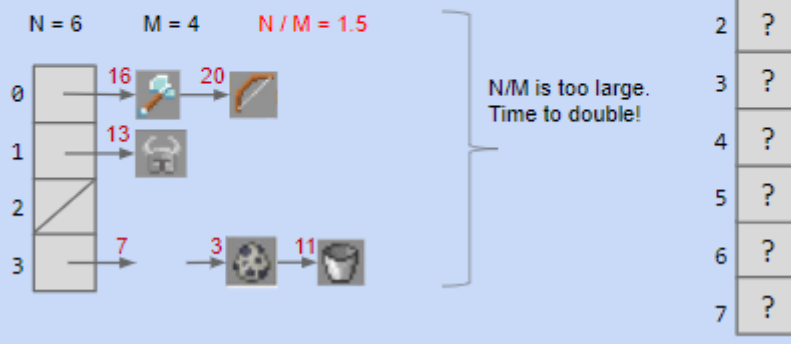 N = 6 M = 4 N / M = 1.5
0 16 20
1 13
2
3 7 3 11
N/M is too large.
Time to double!
2 ?
3 ?
4 ?
5 ?
6 ?
7 ?